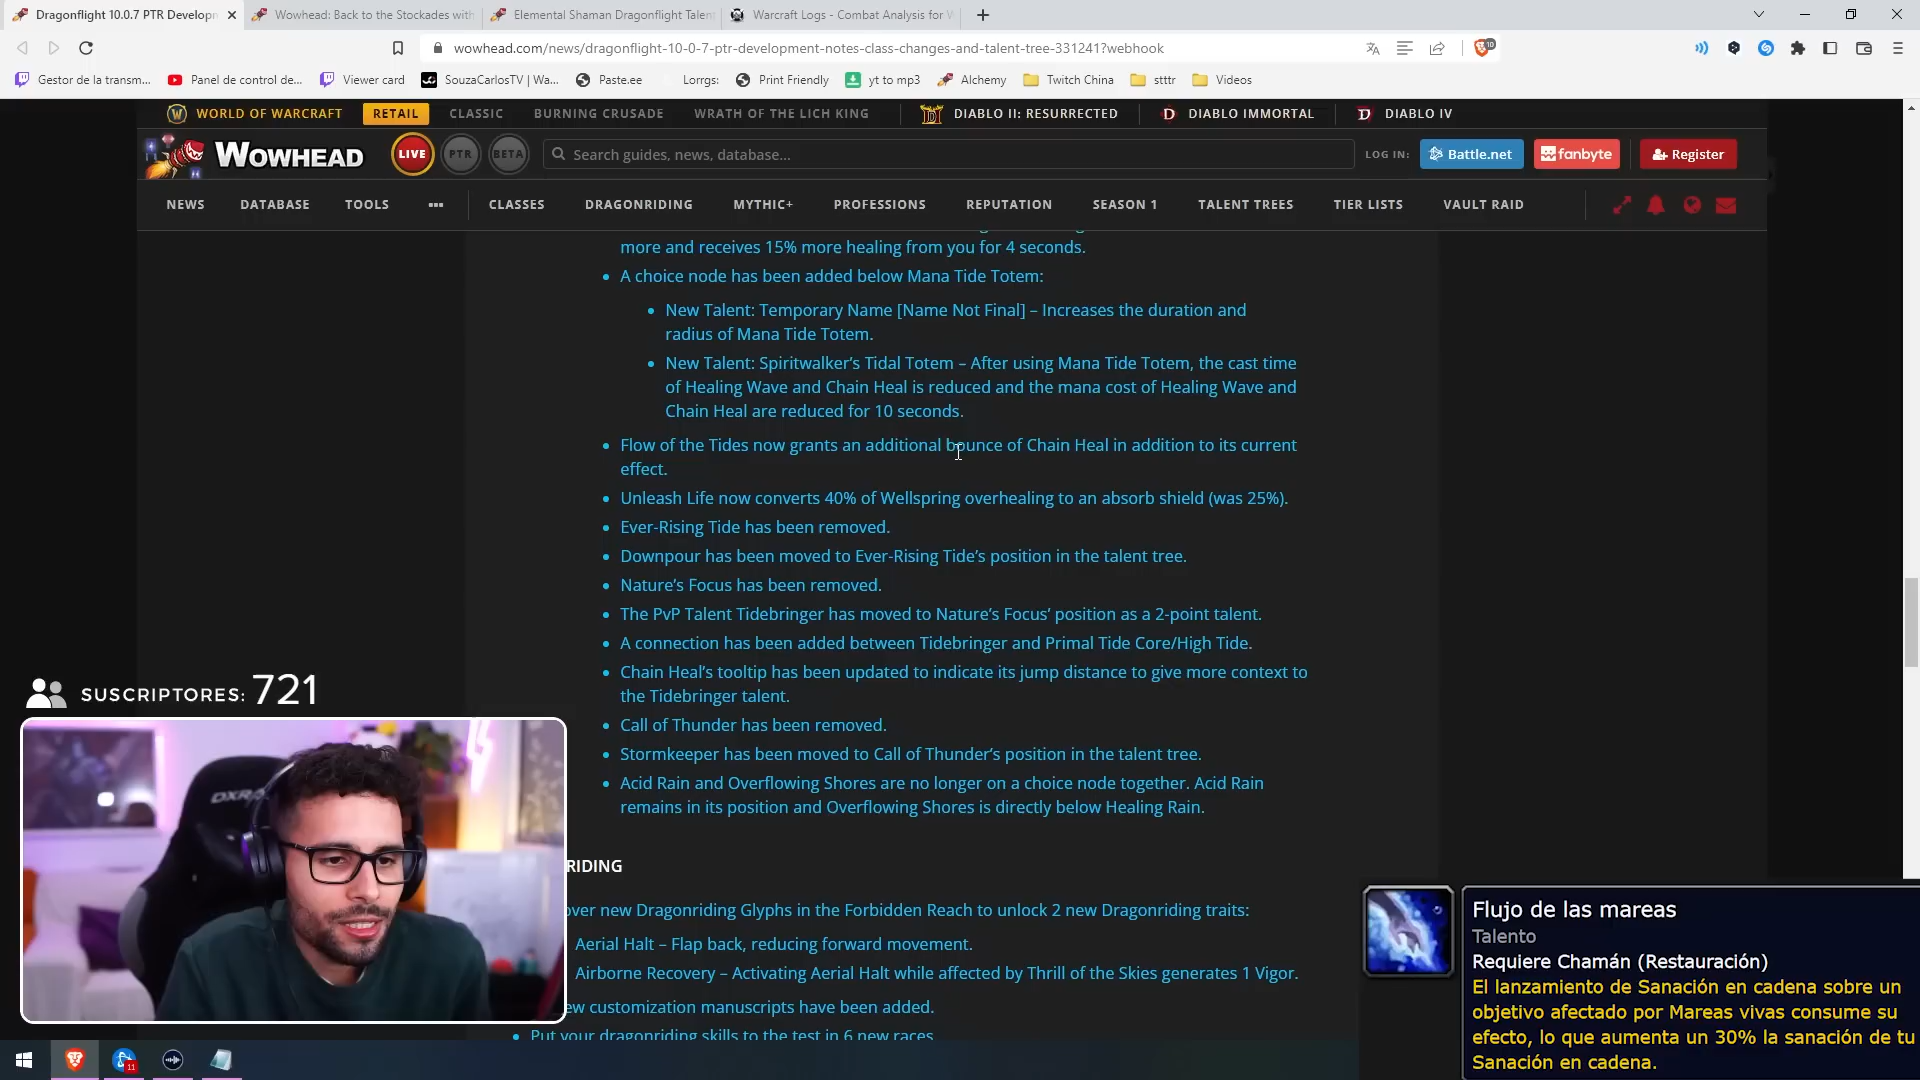 Dragonflight 10.0.7 PTR Develop
Wowhead: Back to the Stockades with
Elemental Shaman Dragonflight Talent
Warcraft Logs - Combat Analysis for W
wowhead.com/news/dragonflight-10-0-7-ptr-development-notes-class-changes-and-talent-tree-331241?webhook
10
Gestor de la transm...
Panel de control de...
Viewer card
SouzaCarlosTV | Wa...
Paste.ee
Lorrgs:
Print Friendly
yt to mp3
Alchemy
Twitch China
stttr
Videos
WORLD OF WARCRAFT
RETAIL
CLASSIC
BURNING CRUSADE
WRATH OF THE LICH KING
DIABLO II: RESURRECTED
DIABLO IMMORTAL
DIABLO IV
WOWHEAD
LIVE
PTR
BETA
Search guides, news, database...
LOG IN:
Battle.net
fanbyte
Register
NEWS
DATABASE
TOOLS
•••
CLASSES
DRAGONRIDING
MYTHIC+
PROFESSIONS
REPUTATION
SEASON 1
TALENT TREES
TIER LISTS
VAULT RAID
more and receives 15% more healing from you for 4 seconds.
• A choice node has been added below Mana Tide Totem:
• New Talent: Temporary Name [Name Not Final] – Increases the duration and
radius of Mana Tide Totem.
• New Talent: Spiritwalker's Tidal Totem – After using Mana Tide Totem, the cast time
of Healing Wave and Chain Heal is reduced and the mana cost of Healing Wave and
Chain Heal are reduced for 10 seconds.
• Flow of the Tides now grants an additional bounce of Chain Heal in addition to its current
effect.
• Unleash Life now converts 40% of Wellspring overhealing to an absorb shield (was 25%).
• Ever-Rising Tide has been removed.
• Downpour has been moved to Ever-Rising Tide's position in the talent tree.
• Nature's Focus has been removed.
• The PvP Talent Tidebringer has moved to Nature's Focus' position as a 2-point talent.
• A connection has been added between Tidebringer and Primal Tide Core/High Tide.
• Chain Heal's tooltip has been updated to indicate its jump distance to give more context to
the Tidebringer talent.
• Call of Thunder has been removed.
• Stormkeeper has been moved to Call of Thunder's position in the talent tree.
• Acid Rain and Overflowing Shores are no longer on a choice node together. Acid Rain
remains in its position and Overflowing Shores is directly below Healing Rain.
SUSCRIPTORES: 721
DXR
RIDING
over new Dragonriding Glyphs in the Forbidden Reach to unlock 2 new Dragonriding traits:
Aerial Halt – Flap back, reducing forward movement.
Airborne Recovery – Activating Aerial Halt while affected by Thrill of the Skies generates 1 Vigor.
ew customization manuscripts have been added.
• Put your dragonriding skills to the test in 6 new races
Flujo de las mareas
Talento
Requiere Chamán (Restauración)
El lanzamiento de Sanación en cadena sobre un
objetivo afectado por Mareas vivas consume su
efecto, lo que aumenta un 30% la sanación de tu
Sanación en cadena.
11